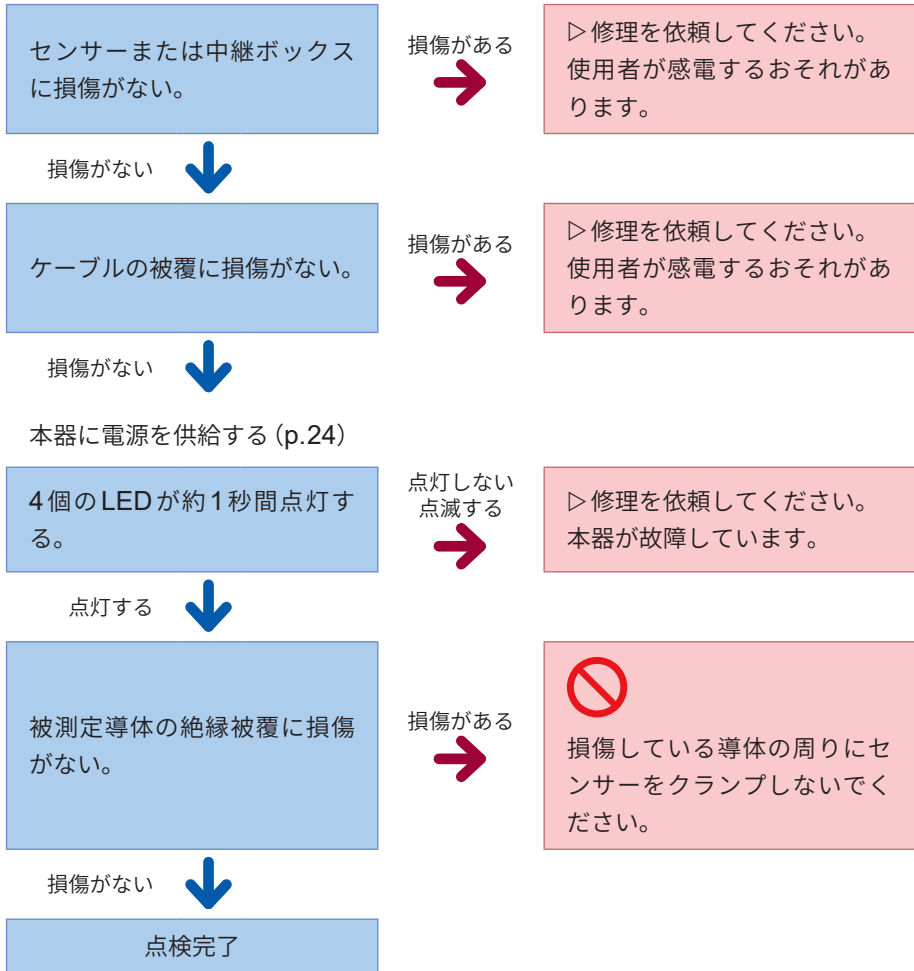 センサーまたは中継ボックス
に損傷がない。
損傷がある
▷修理を依頼してください。
使用者が感電するおそれがあ
ります。
損傷がない
ケーブルの被覆に損傷がない。
損傷がある
▷修理を依頼してください。
使用者が感電するおそれがあ
ります。
損傷がない
本器に電源を供給する（p.24）
4個のLEDが約1秒間点灯す
る。
点灯しない
点滅する
▷修理を依頼してください。
本器が故障しています。
点灯する
被測定導体の絶縁被覆に損傷
がない。
損傷がある
損傷している導体の周りにセ
ンサーをクランプしないでく
ださい。
損傷がない
点検完了